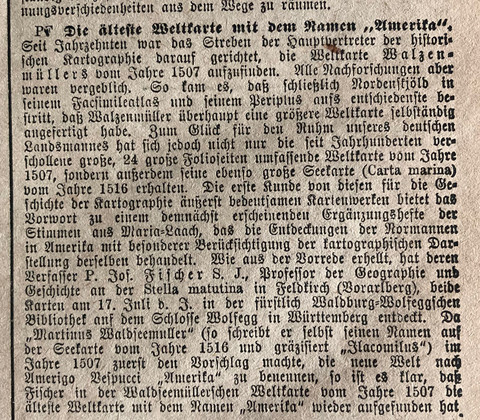 nungsverschiedenheiten aus dem Wege zu räumen.
Die älteste Weltkarte mit dem Namen „Amerika“.
Seit Jahrzehnten war das Streben der Hauptvertreter der histori-
schen Kartographie darauf gerichtet, die Weltkarte Walzen-
müllers vom Jahre 1507 aufzufinden. Alle Nachforschungen aber
waren vergeblich. So kam es, daß schließlich Nordenskjöld in
seinem Facsimileatlas und seinem Periplus aufs entschiedenste be-
stritt, daß Walzenmüller überhaupt eine größere Weltkarte selbständig
angefertigt habe. Zum Glück für den Ruhm unseres deutschen
Landsmannes hat sich jedoch nicht nur die seit Jahrhunderten ver-
schollene große, 24 große Folioseiten umfassende Weltkarte vom Jahre
1507, sondern außerdem seine ebenso große Seekarte (Carta marina)
vom Jahre 1516 erhalten. Die erste Kunde von diesen für die Ge-
schichte der Kartographie äußerst bedeutsamen Kartenwerken bietet das
Vorwort zu einem demnächst erscheinenden Ergänzungshefte der
Stimmen aus Maria-Laach, das die Entdeckungen der Normannen
in Amerika mit besonderer Berücksichtigung der kartographischen Dar-
stellung derselben behandelt. Wie aus der Vorrede erhellt, hat deren
Verfasser P. Jos. Fischer S. J., Professor der Geographie und
Geschichte an der Stella matutina in Feldkirch (Vorarlberg), beide
Karten am 17. Juli d. J. in der fürstlich Waldburg-Wolfeggschen
Bibliothek auf dem Schlosse Wolfegg in Württemberg entdeckt. Da
„Martinus Waldseemuller“ (so schreibt er selbst seinen Namen auf
der Seekarte vom Jahre 1516 und gräzisiert „Ilacomilus“) im
Jahre 1507 zuerst den Vorschlag machte, die neue Welt nach
Amerigo Vespucci „Amerika“ zu benennen, so ist es klar, daß
Fischer in der Waldseemüllerschen Weltkarte vom Jahre 1507 die
älteste Weltkarte mit dem Namen „Amerika“ wieder aufgefunden hat.